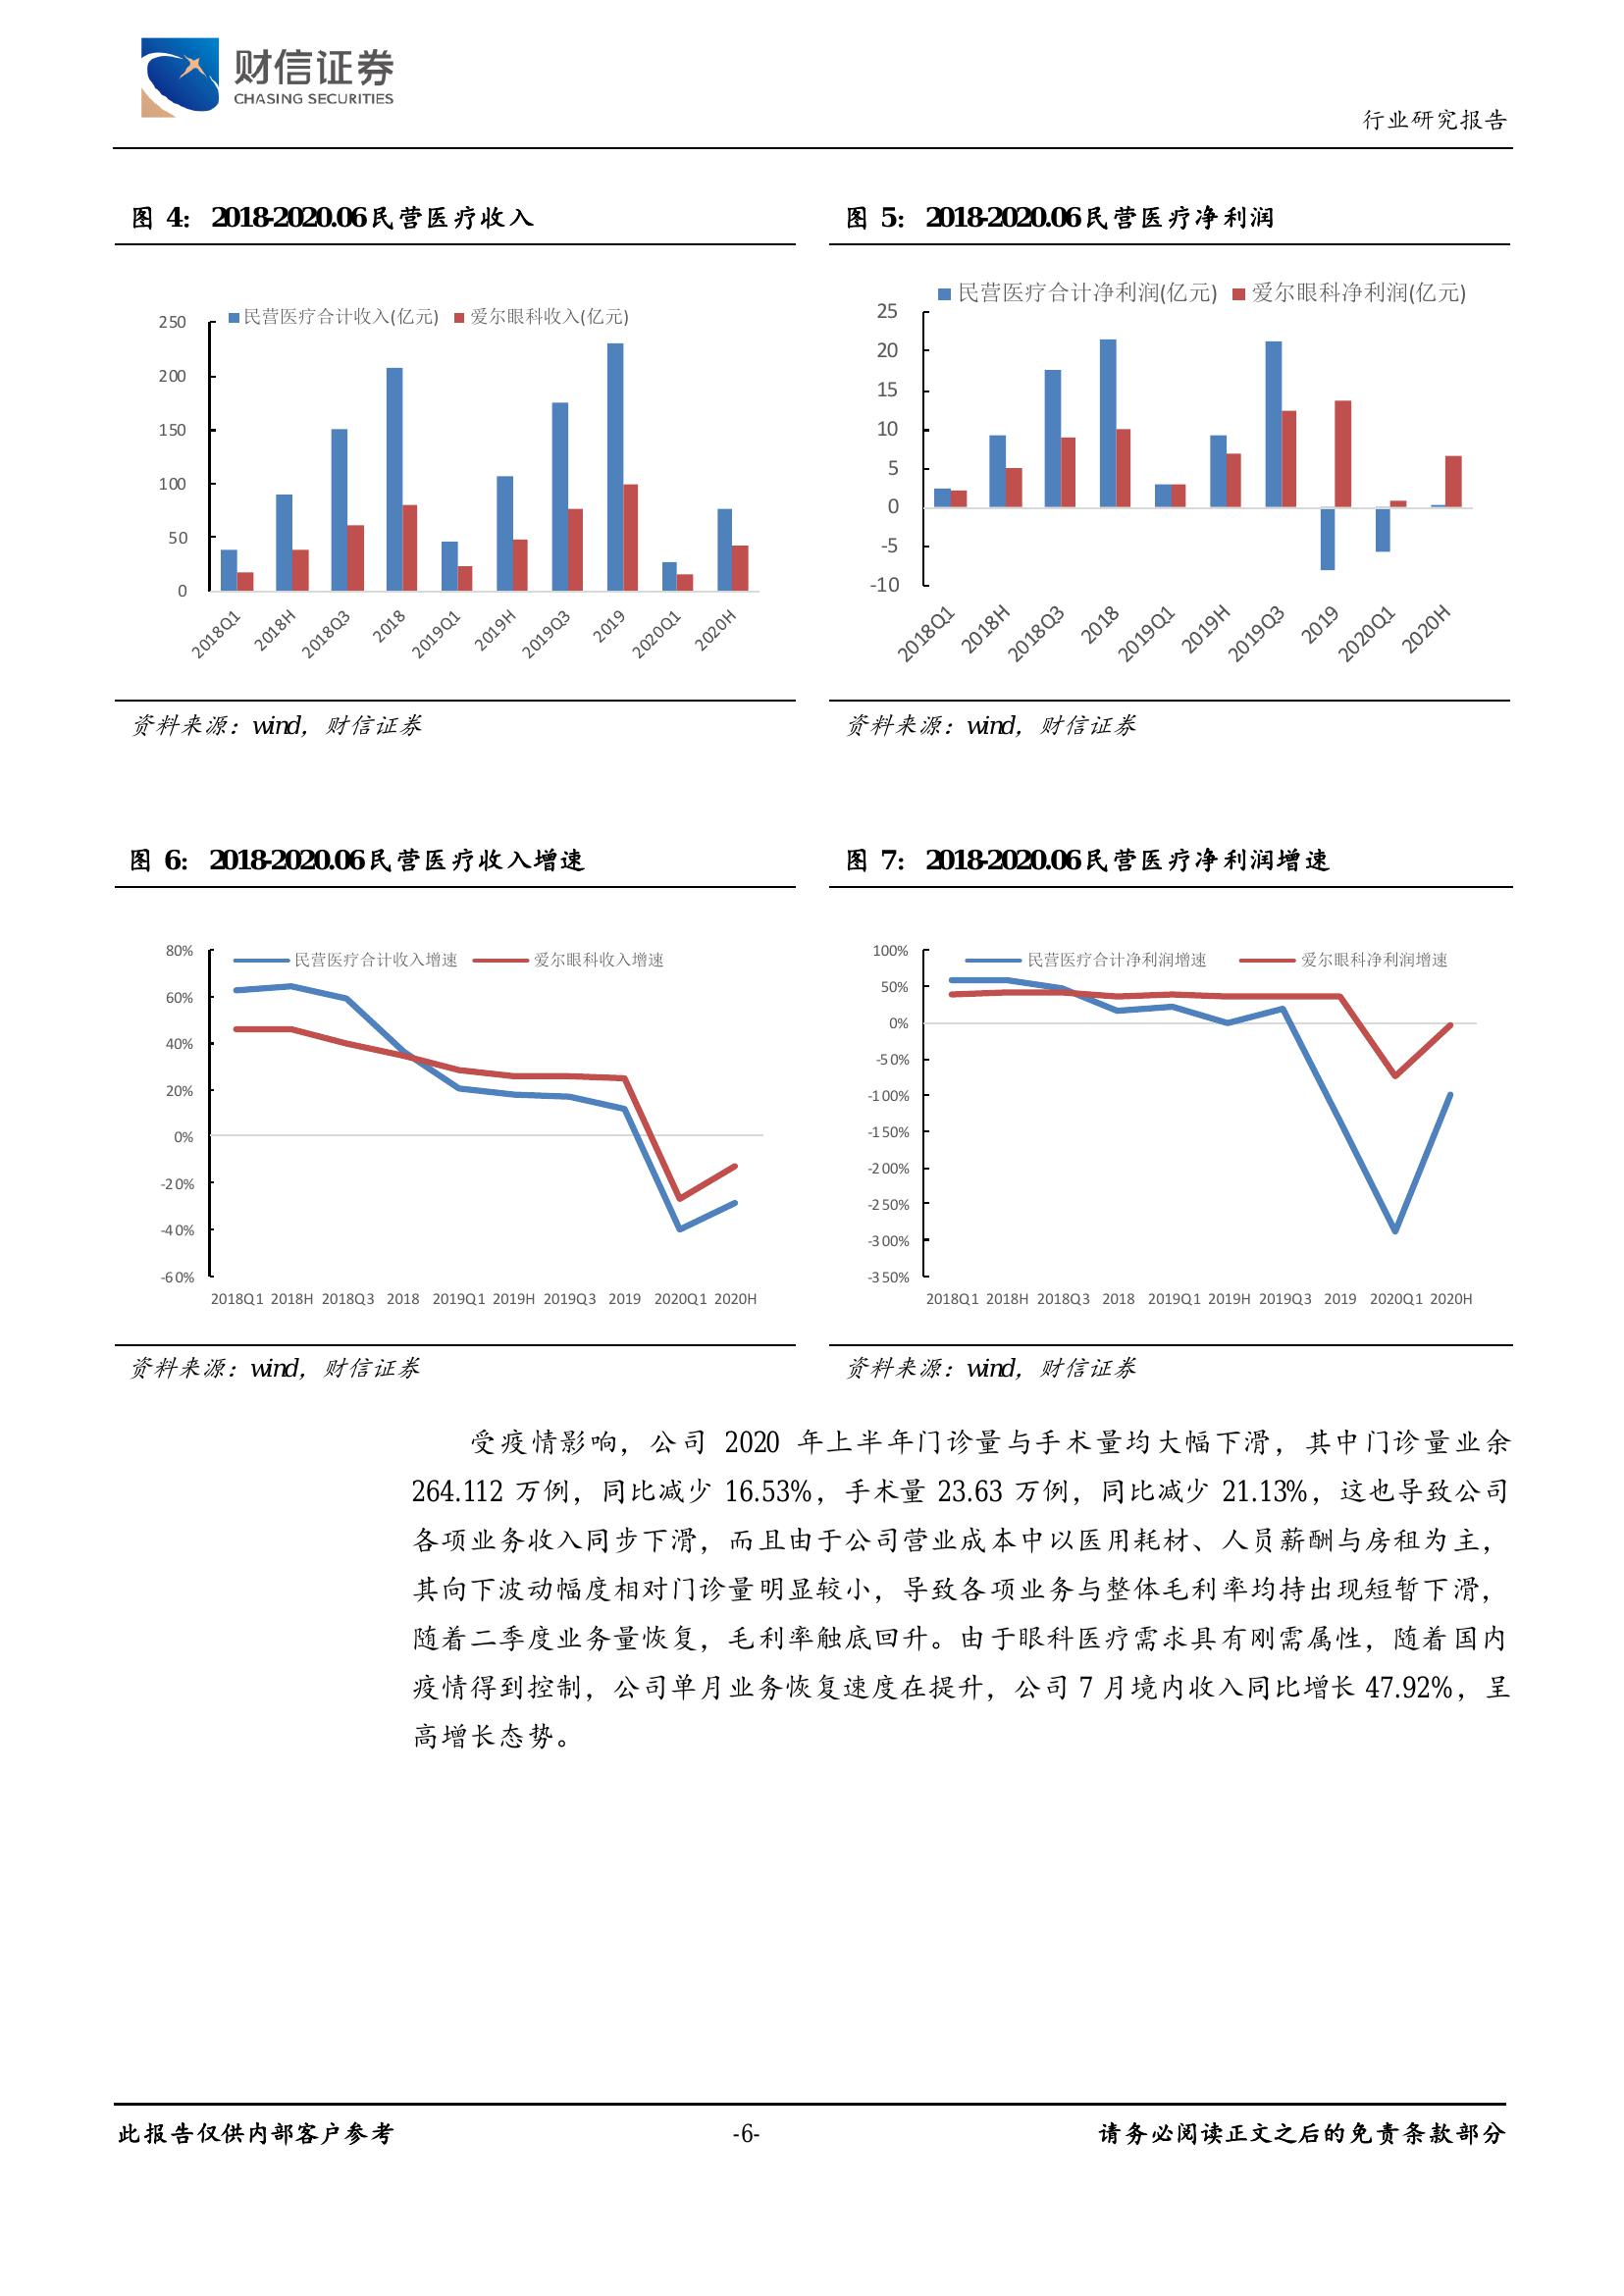 财信证券
CHASING SECURITIES
行业研究报告
图 4: 2018-2020.06民营医疗收入
民营医疗合计收入(亿元) 爱尔眼科收入(亿元)
250
200
150
100
50
0
2018Q1 2018H 2018Q3 2018 2019Q1 2019H 2019Q3 2019 2020Q1 2020H
资料来源：wind，财信证券
图 5: 2018-2020.06民营医疗净利润
民营医疗合计净利润(亿元) 爱尔眼科净利润(亿元)
25
20
15
10
5
0
-5
-10
2018Q1 2018H 2018Q3 2018 2019Q1 2019H 2019Q3 2019 2020Q1 2020H
资料来源：wind，财信证券
图 6: 2018-2020.06民营医疗收入增速
民营医疗合计收入增速 爱尔眼科收入增速
80%
60%
40%
20%
0%
-20%
-40%
-60%
2018Q1 2018H 2018Q3 2018 2019Q1 2019H 2019Q3 2019 2020Q1 2020H
资料来源：wind，财信证券
图 7: 2018-2020.06民营医疗净利润增速
民营医疗合计净利润增速 爱尔眼科净利润增速
100%
50%
0%
-50%
-100%
-150%
-200%
-250%
-300%
-350%
2018Q1 2018H 2018Q3 2018 2019Q1 2019H 2019Q3 2019 2020Q1 2020H
资料来源：wind，财信证券
受疫情影响，公司 2020 年上半年门诊量与手术量均大幅下滑，其中门诊量业余
264.112 万例，同比减少 16.53%，手术量 23.63 万例，同比减少 21.13%，这也导致公司
各项业务收入同步下滑，而且由于公司营业成本中以医用耗材、人员薪酬与房租为主，
其向下波动幅度相对门诊量明显较小，导致各项业务与整体毛利率均持出现短暂下滑，
随着二季度业务量恢复，毛利率触底回升。由于眼科医疗需求具有刚需属性，随着国内
疫情得到控制，公司单月业务恢复速度在提升，公司 7 月境内收入同比增长 47.92%，呈
高增长态势。
此报告仅供内部客户参考
-6-
请务必阅读正文之后的免责条款部分